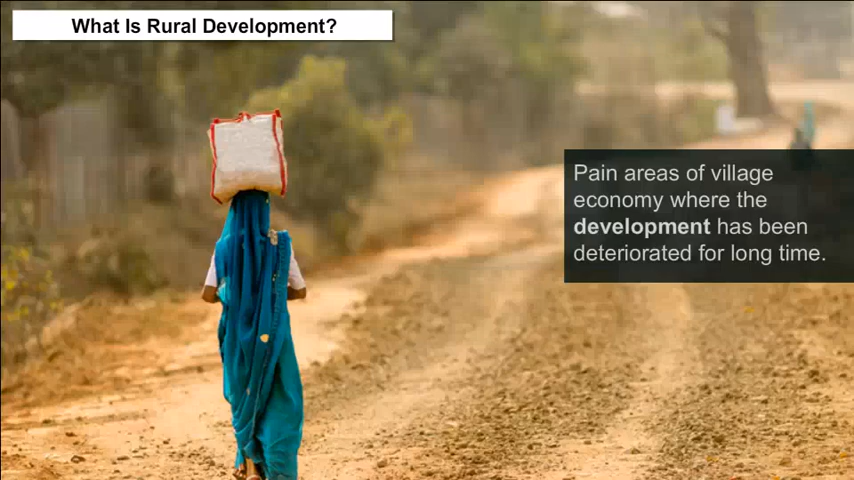 What Is Rural Development?
Pain areas of village
economy where the
development has been
deteriorated for long time.